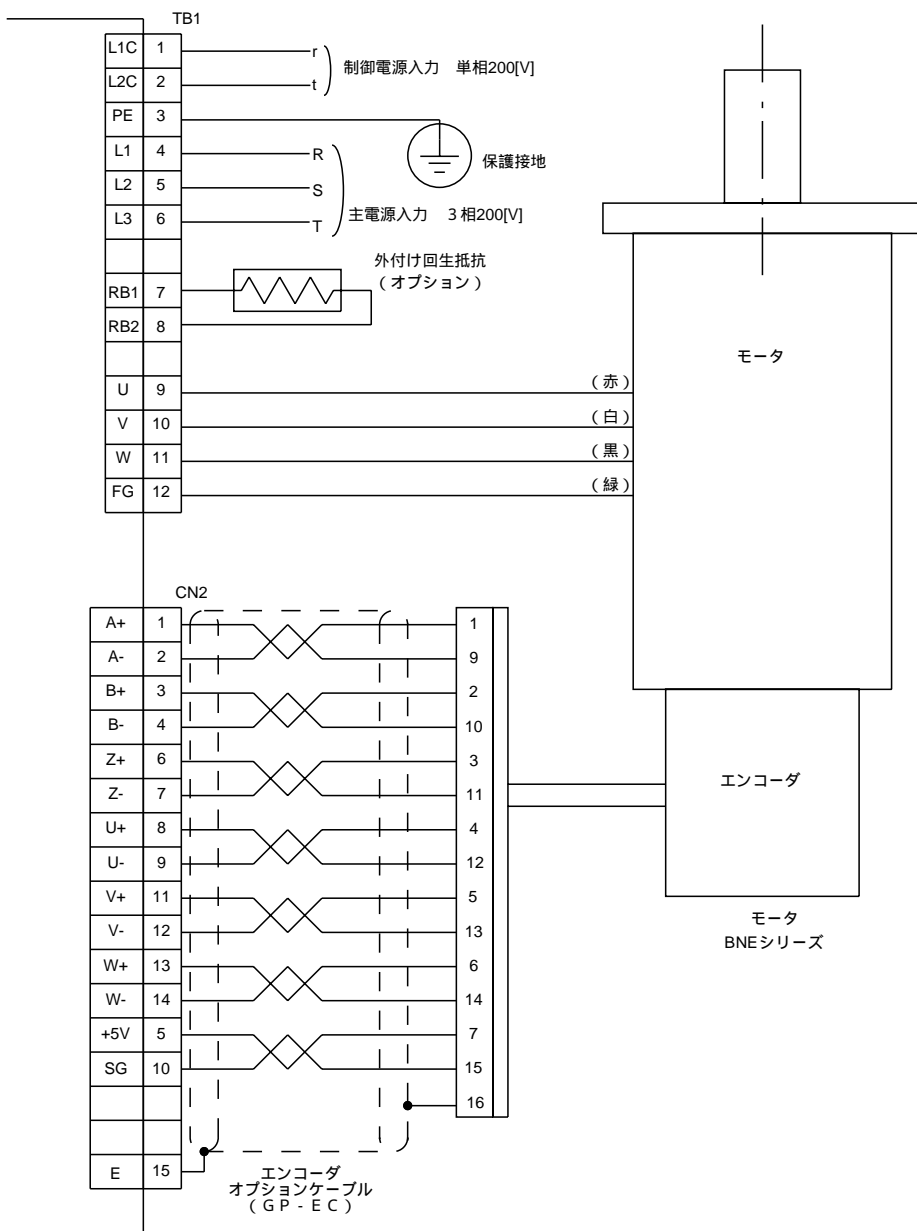 TB1
L1C 1 r
制御電源入力 単相200[V]
L2C 2 t
PE 3
保護接地
L1 4 R
L2 5 S
主電源入力 3相200[V]
L3 6 T
外付け回生抵抗
(オプション)
RB1 7
RB2 8
モータ
U 9 (赤)
V 10 (白)
W 11 (黒)
FG 12 (緑)
CN2
A+ 1 1
A- 2 9
B+ 3 2
B- 4 10
Z+ 6 3
Z- 7 11
エンコーダ
U+ 8 4
U- 9 12
V+ 11 5
V- 12 13
モータ
BNEシリーズ
W+ 13 6
W- 14 14
+5V 5 7
SG 10 15
16
E 15
エンコーダ
オプションケーブル
(GP-EC)